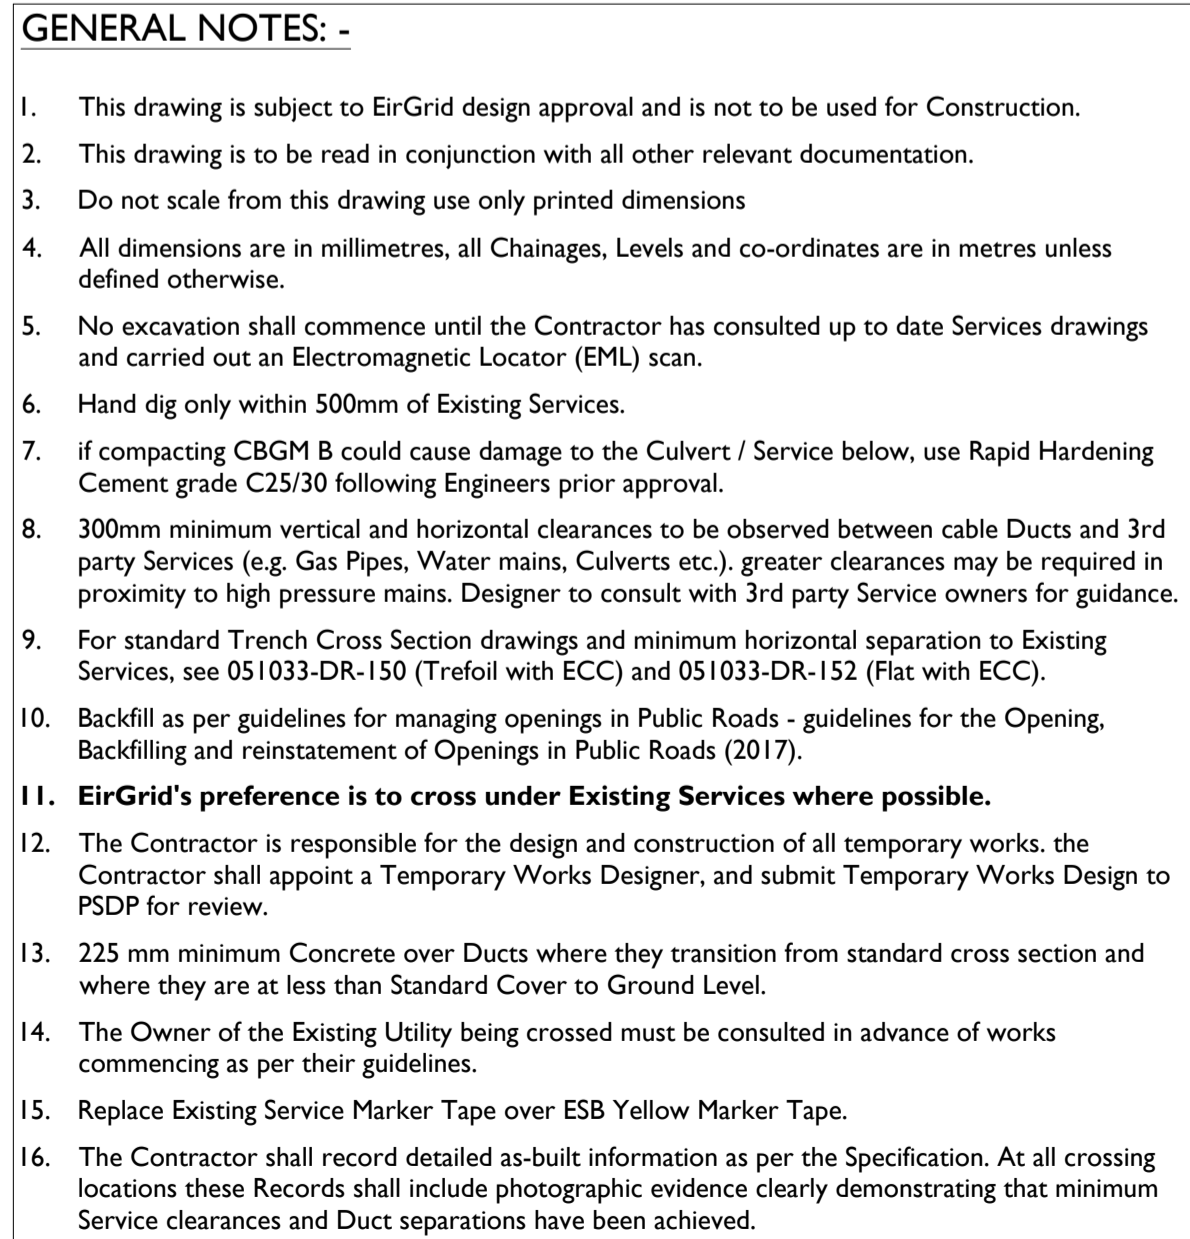 GENERAL NOTES: -
1. This drawing is subject to EirGrid design approval and is not to be used for Construction.
2. This drawing is to be read in conjunction with all other relevant documentation.
3. Do not scale from this drawing use only printed dimensions
4. All dimensions are in millimetres, all Chainages, Levels and co-ordinates are in metres unless
defined otherwise.
5. No excavation shall commence until the Contractor has consulted up to date Services drawings
and carried out an Electromagnetic Locator (EML) scan.
6. Hand dig only within 500mm of Existing Services.
7. if compacting CBGM B could cause damage to the Culvert / Service below, use Rapid Hardening
Cement grade C25/30 following Engineers prior approval.
8. 300mm minimum vertical and horizontal clearances to be observed between cable Ducts and 3rd
party Services (e.g. Gas Pipes, Water mains, Culverts etc.). greater clearances may be required in
proximity to high pressure mains. Designer to consult with 3rd party Service owners for guidance.
9. For standard Trench Cross Section drawings and minimum horizontal separation to Existing
Services, see 051033-DR-150 (Trefoil with ECC) and 051033-DR-152 (Flat with ECC).
10. Backfill as per guidelines for managing openings in Public Roads - guidelines for the Opening,
Backfilling and reinstatement of Openings in Public Roads (2017).
11. EirGrid's preference is to cross under Existing Services where possible.
12. The Contractor is responsible for the design and construction of all temporary works. the
Contractor shall appoint a Temporary Works Designer, and submit Temporary Works Design to
PSDP for review.
13. 225 mm minimum Concrete over Ducts where they transition from standard cross section and
where they are at less than Standard Cover to Ground Level.
14. The Owner of the Existing Utility being crossed must be consulted in advance of works
commencing as per their guidelines.
15. Replace Existing Service Marker Tape over ESB Yellow Marker Tape.
16. The Contractor shall record detailed as-built information as per the Specification. At all crossing
locations these Records shall include photographic evidence clearly demonstrating that minimum
Service clearances and Duct separations have been achieved.